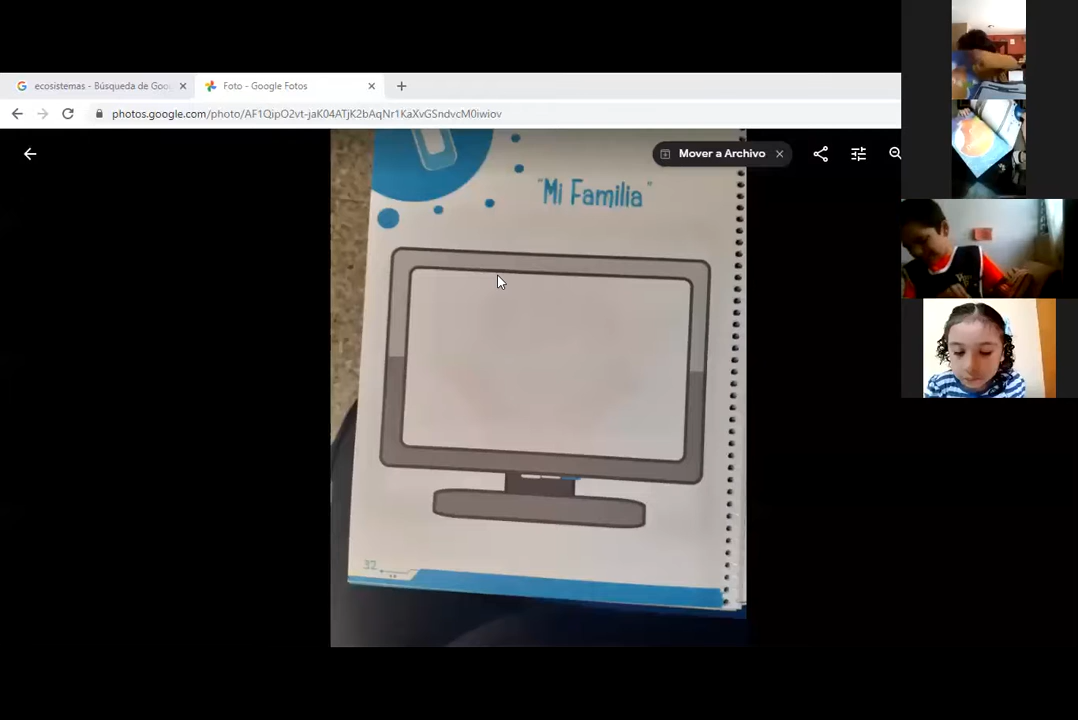 ecosistemas - Búsqueda de Goo
Foto - Google Fotos
photos.google.com/photo/AF1QipO2vt-jaK04ATjK2bAqNr1KaXvGSndvcM0iwiov
Mover a Archivo
"Mi Familia"
32